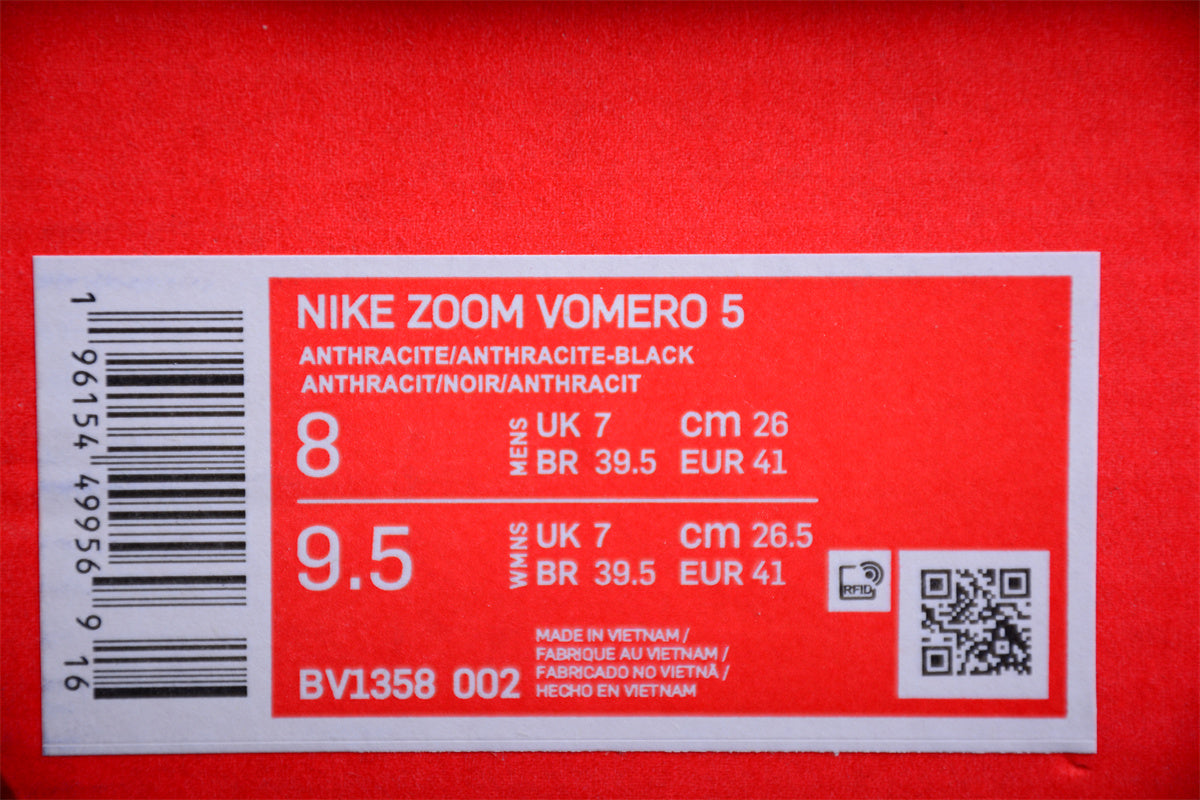 1 96154 49956 9 16
NIKE ZOOM VOMERO 5
ANTHRACITE/ANTHRACITE-BLACK
ANTHRACIT/NOIR/ANTHRACIT
8 MENS UK 7 cm 26
BR 39.5 EUR 41
9.5 WMNS UK 7 cm 26.5
BR 39.5 EUR 41
RFID
MADE IN VIETNAM /
FABRIQUE AU VIETNAM /
FABRICADO NO VIETNÃ /
HECHO EN VIETNAM
BV1358 002